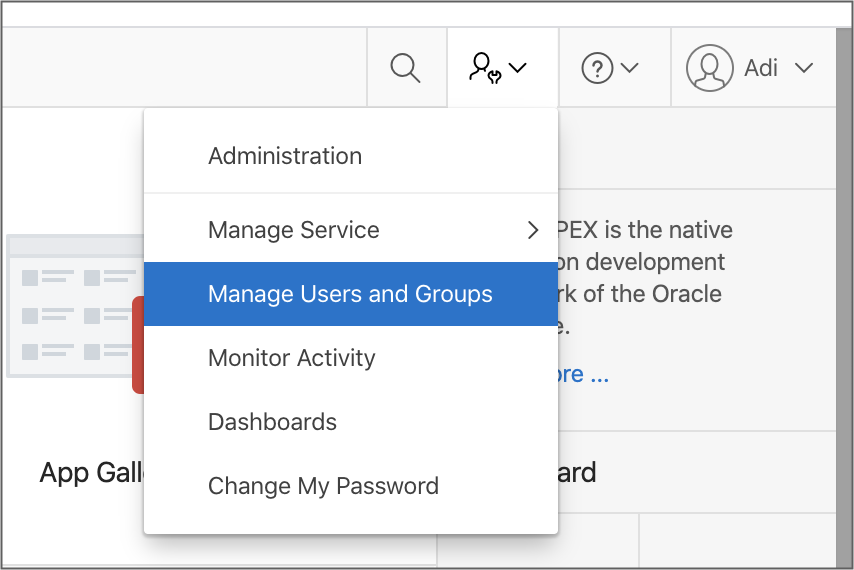 Adi
Administration
Manage Service
Manage Users and Groups
Monitor Activity
Dashboards
Change My Password
PEX is the native
on development
rk of the Oracle
e.
ore ...
App Gall
ard